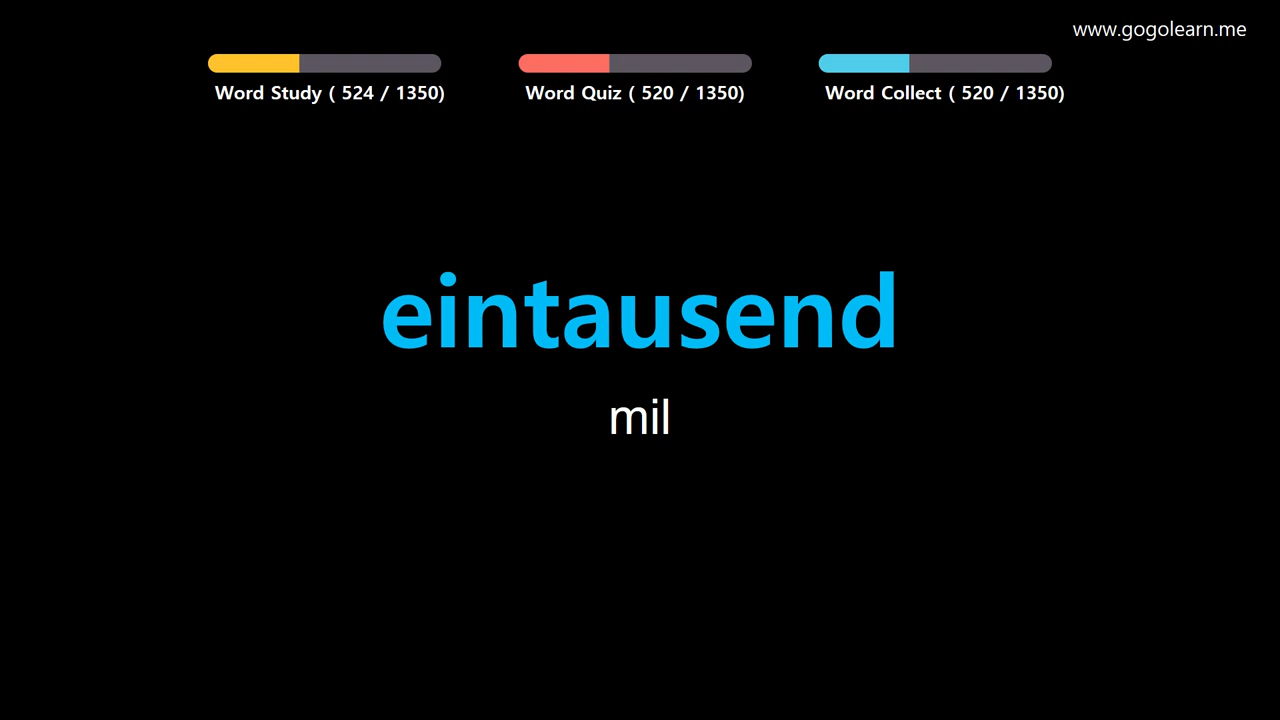 www.gogolearn.me
Word Study ( 524 / 1350)
Word Quiz ( 520 / 1350)
Word Collect ( 520 / 1350)
eintausend
mil